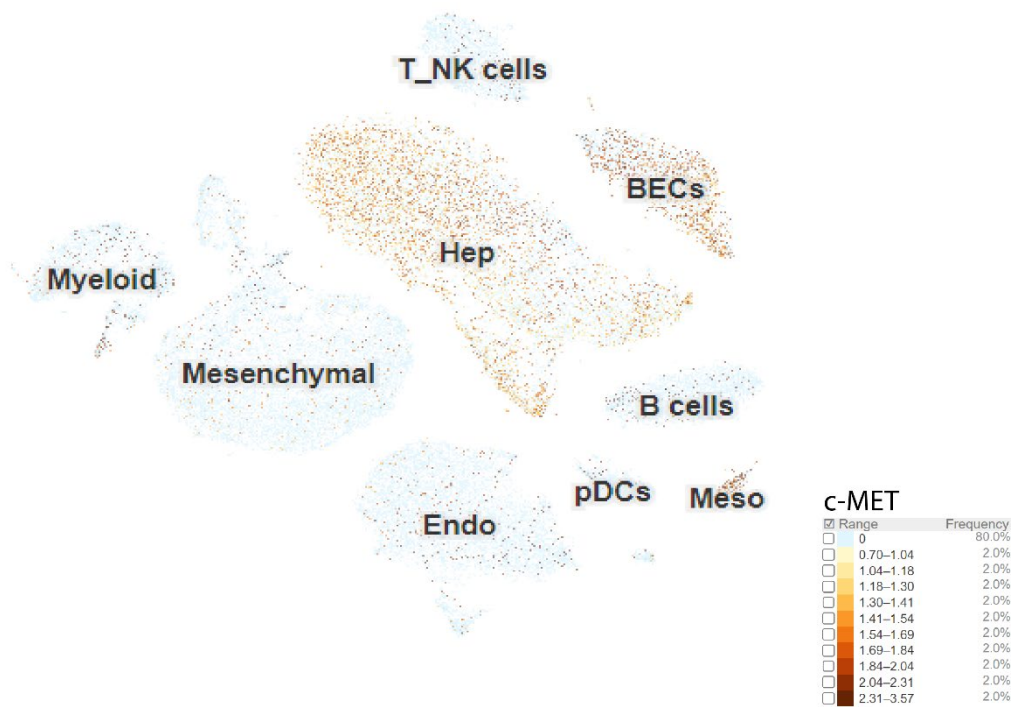 T_NK cells
BECs
Hep
Myeloid
Mesenchymal
B cells
pDCs
Meso
Endo
c-MET
Range Frequency
0 80.0%
0.70–1.04 2.0%
1.04–1.18 2.0%
1.18–1.30 2.0%
1.30–1.41 2.0%
1.41–1.54 2.0%
1.54–1.69 2.0%
1.69–1.84 2.0%
1.84–2.04 2.0%
2.04–2.31 2.0%
2.31–3.57 2.0%